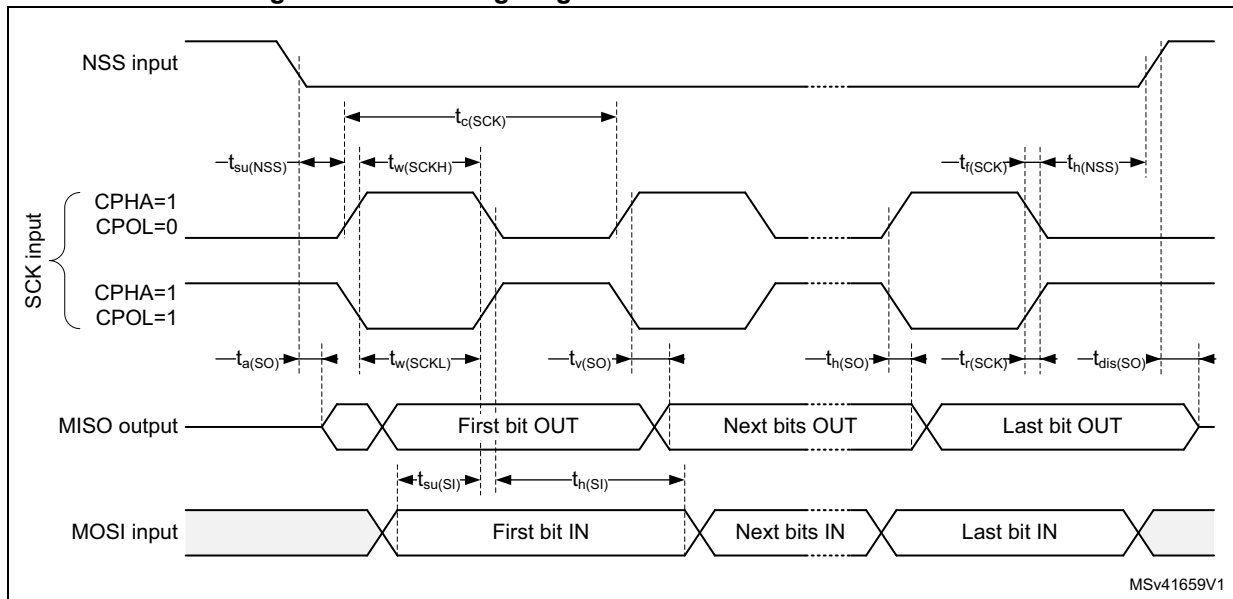 NSS input
tc(SCK)
tsu(NSS) tw(SCKH) tf(SCK) th(NSS)
SCK input
CPHA=1
CPOL=0
CPHA=1
CPOL=1
ta(SO) tw(SCKL) tv(SO) th(SO) tr(SCK) tdis(SO)
MISO output First bit OUT Next bits OUT Last bit OUT
tsu(SI) th(SI)
MOSI input First bit IN Next bits IN Last bit IN
MSv41659V1